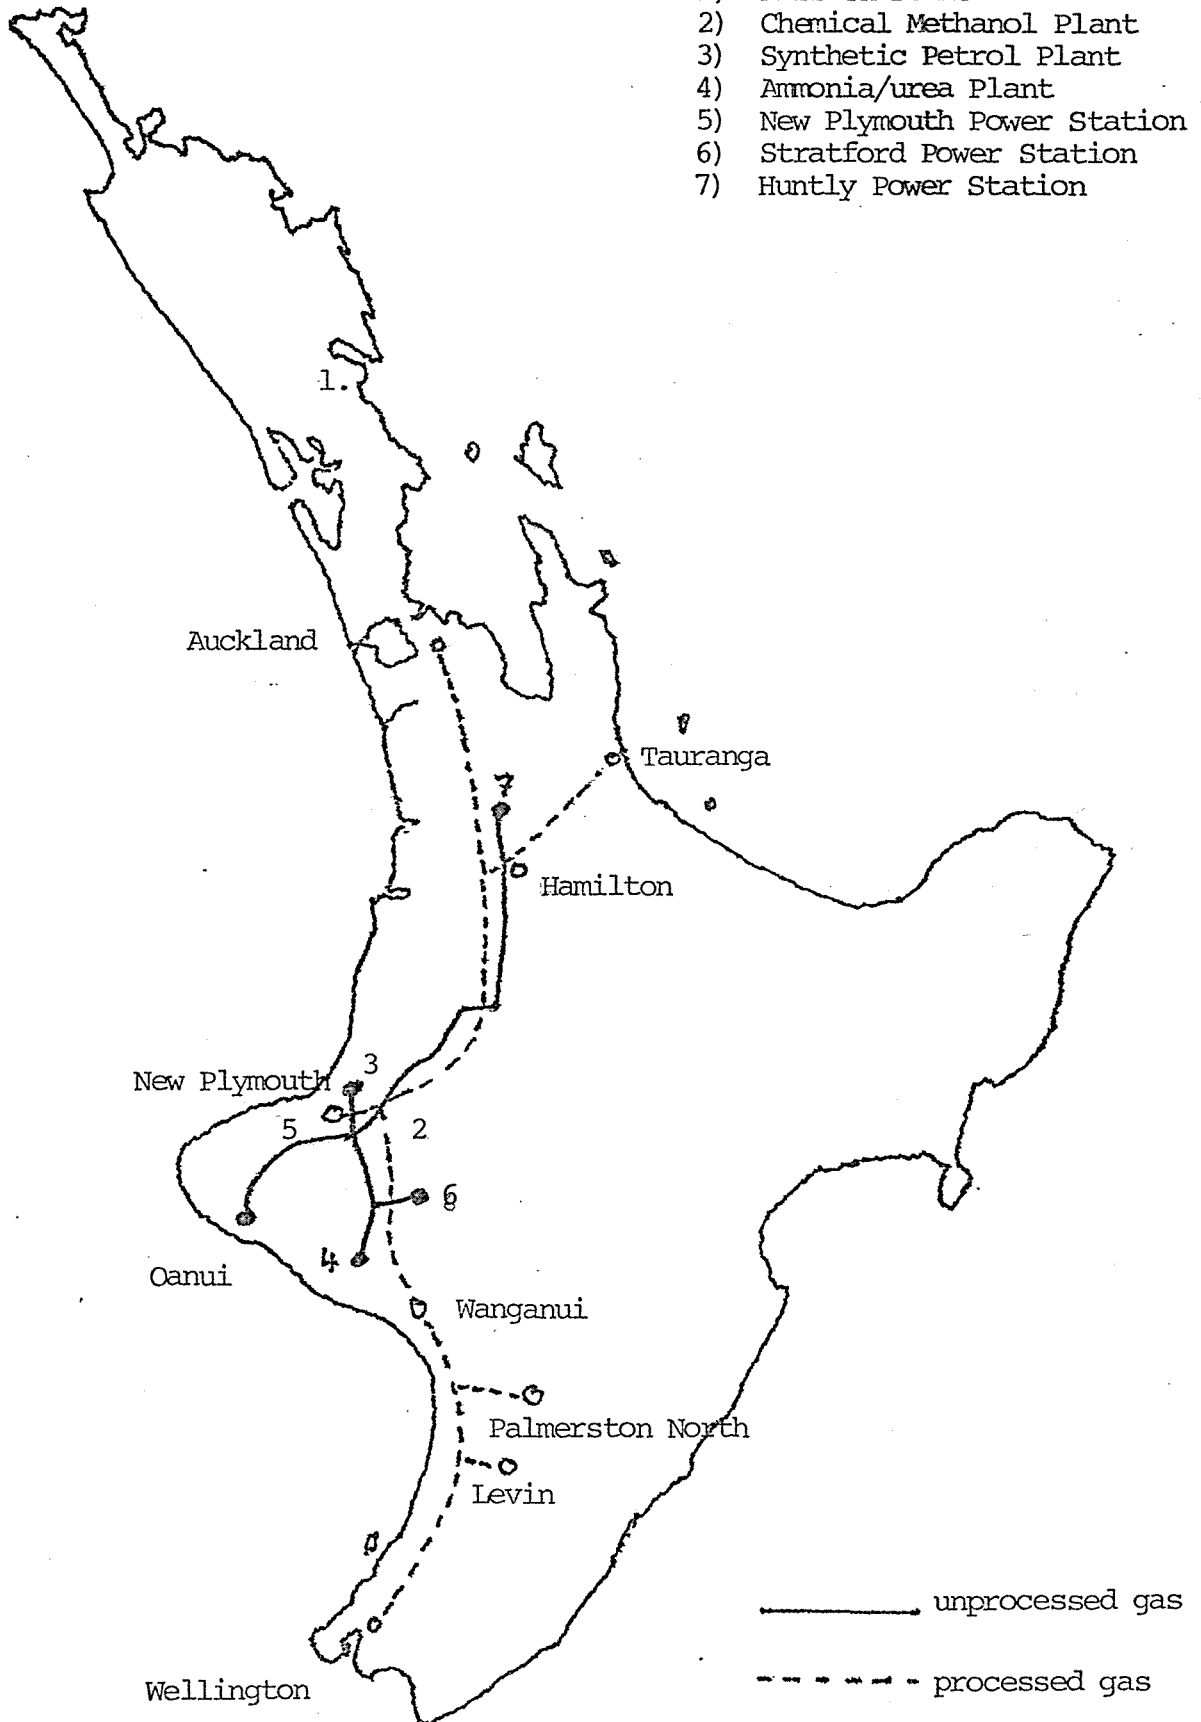 2) Chemical Methanol Plant
3) Synthetic Petrol Plant
4) Ammonia/urea Plant
5) New Plymouth Power Station
6) Stratford Power Station
7) Huntly Power Station
1.
Auckland
Tauranga
7
Hamilton
3
New Plymouth
5
2
6
4
Oanui
Wanganui
Palmerston North
Levin
unprocessed gas
Wellington
processed gas